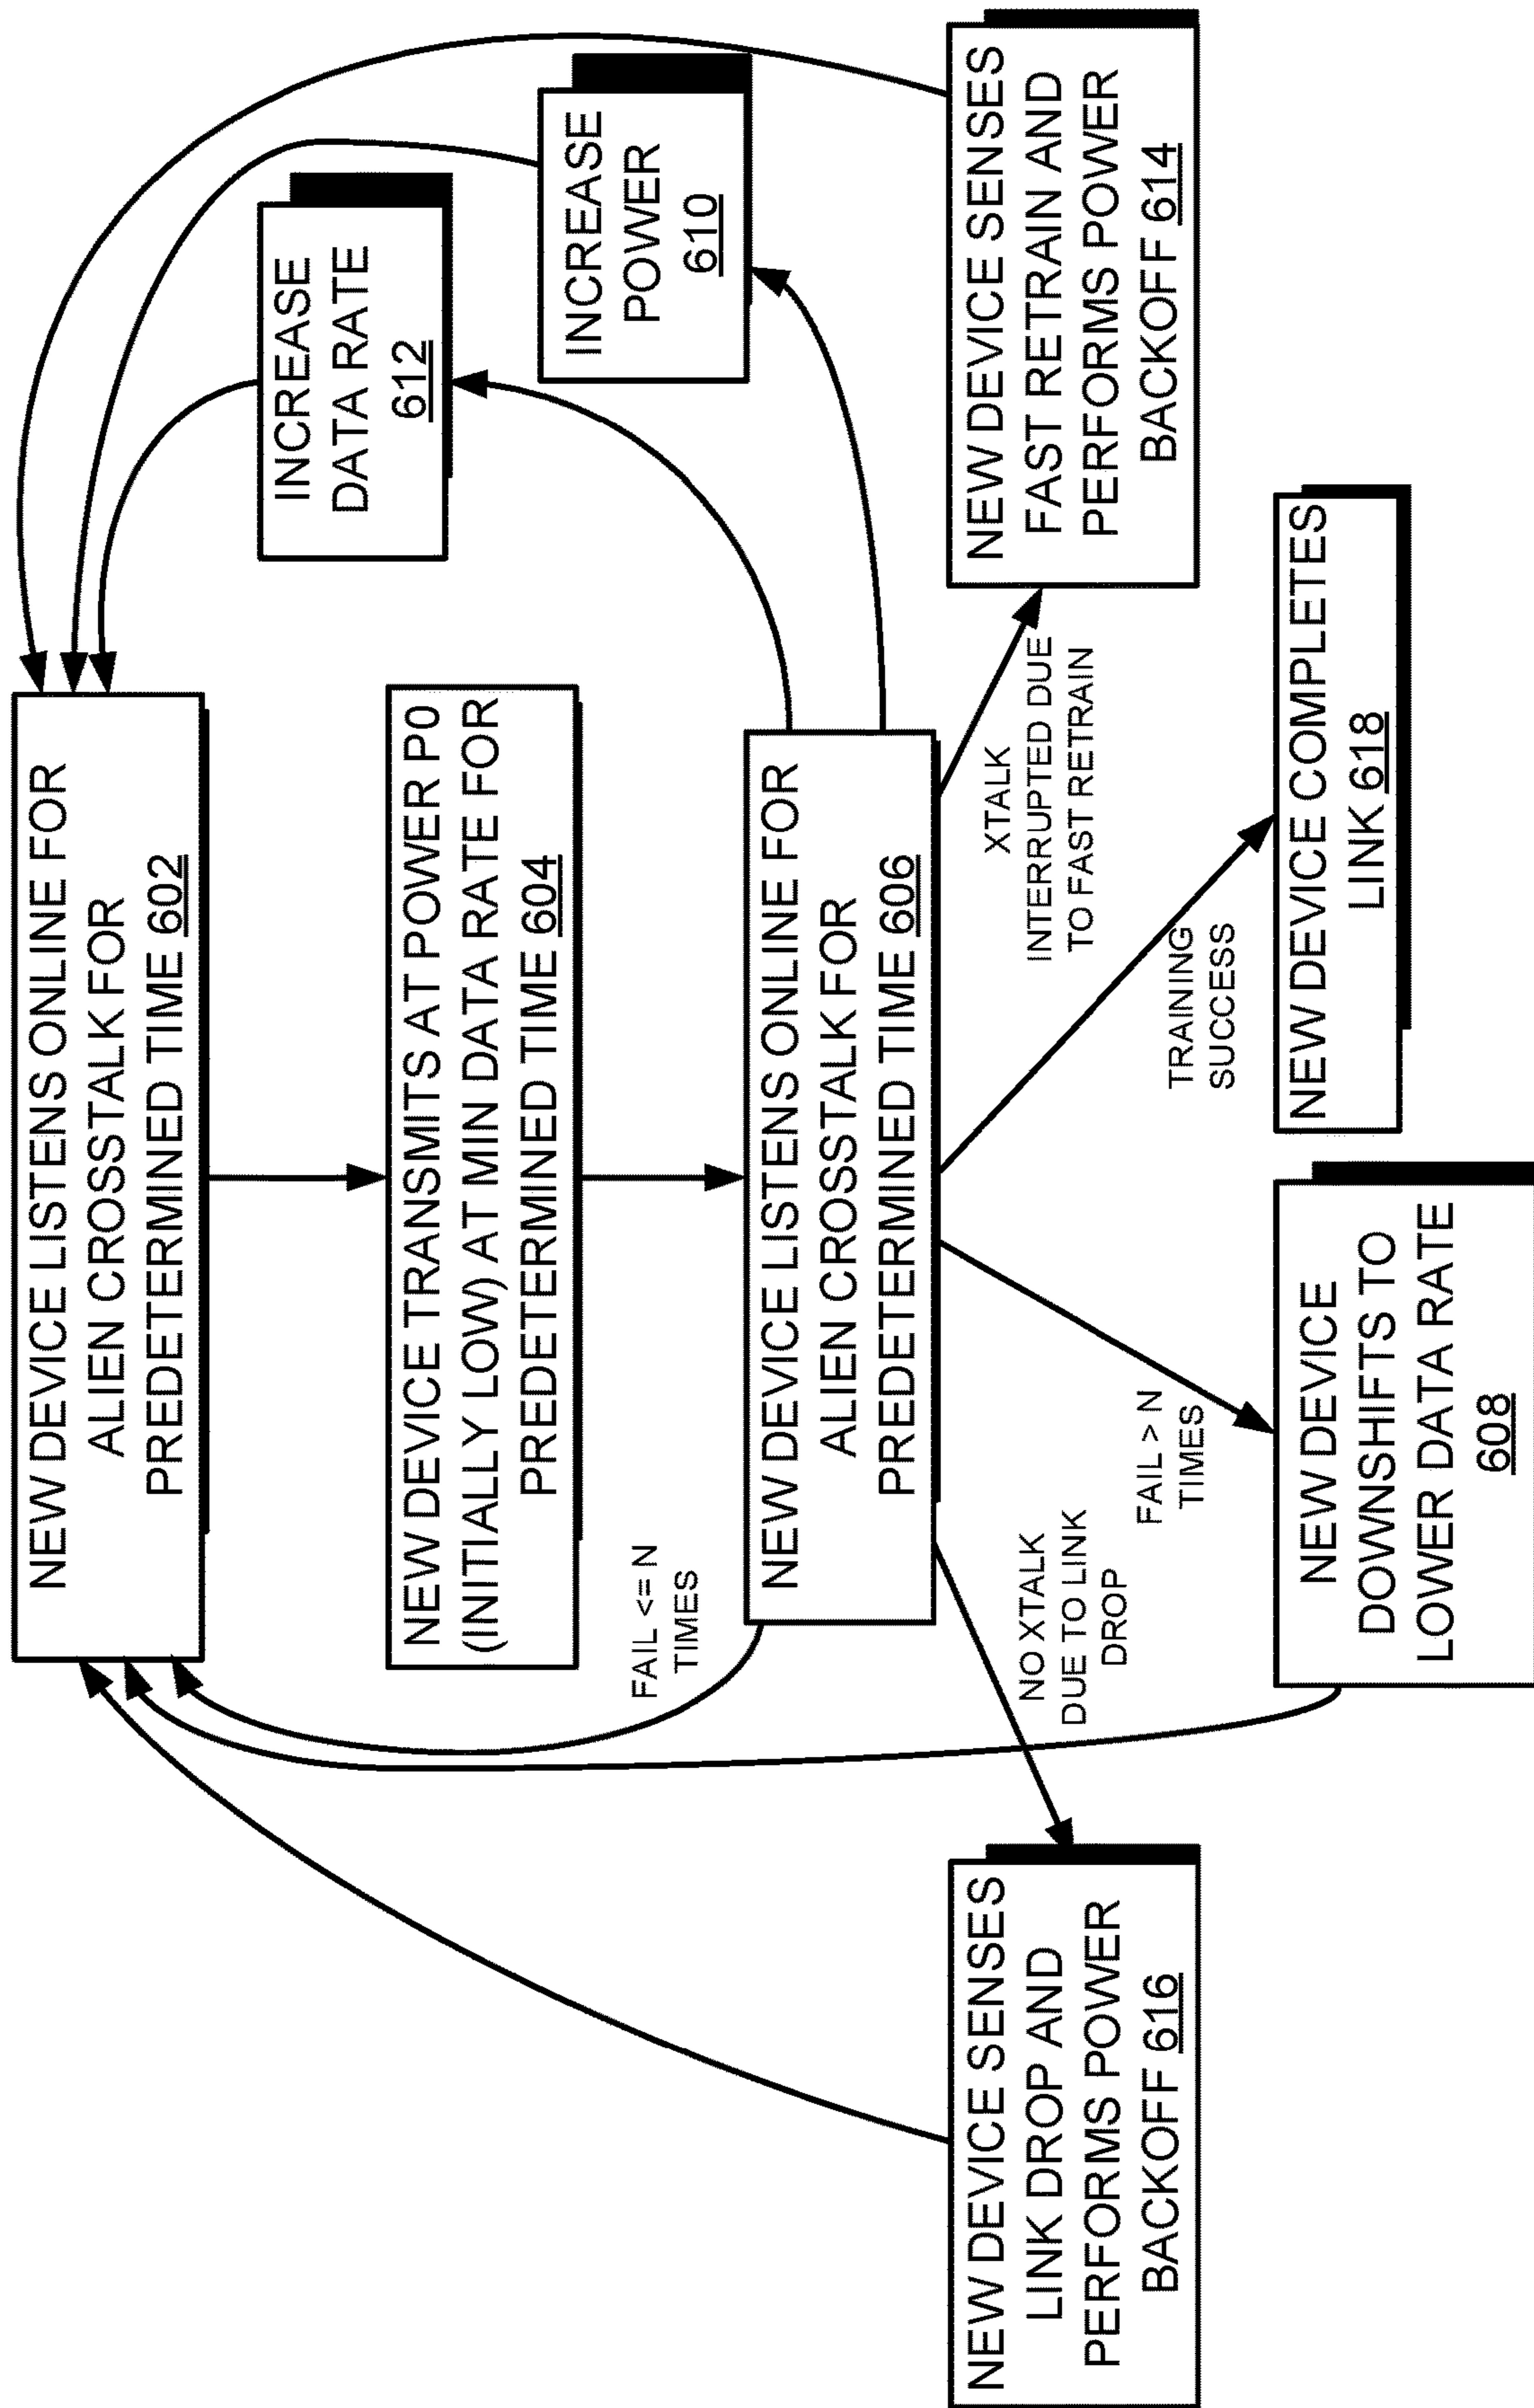 NEW DEVICE LISTENS ONLINE FOR
ALIEN CROSSTALK FOR
PREDETERMINED TIME 602
NEW DEVICE TRANSMITS AT POWER P0
(INITIALLY LOW) AT MIN DATA RATE FOR
PREDETERMINED TIME 604
INCREASE
DATA RATE
612
INCREASE
POWER
610
FAIL <= N
TIMES
NEW DEVICE LISTENS ONLINE FOR
ALIEN CROSSTALK FOR
PREDETERMINED TIME 606
NO XTALK
DUE TO LINK
DROP
FAIL > N
TIMES
TRAINING
SUCCESS
XTALK
INTERRUPTED DUE
TO FAST RETRAIN
NEW DEVICE SENSES
LINK DROP AND
PERFORMS POWER
BACKOFF 616
NEW DEVICE SENSES
FAST RETRAIN AND
PERFORMS POWER
BACKOFF 614
NEW DEVICE
DOWNSHIFTS TO
LOWER DATA RATE
608
NEW DEVICE COMPLETES
LINK 618